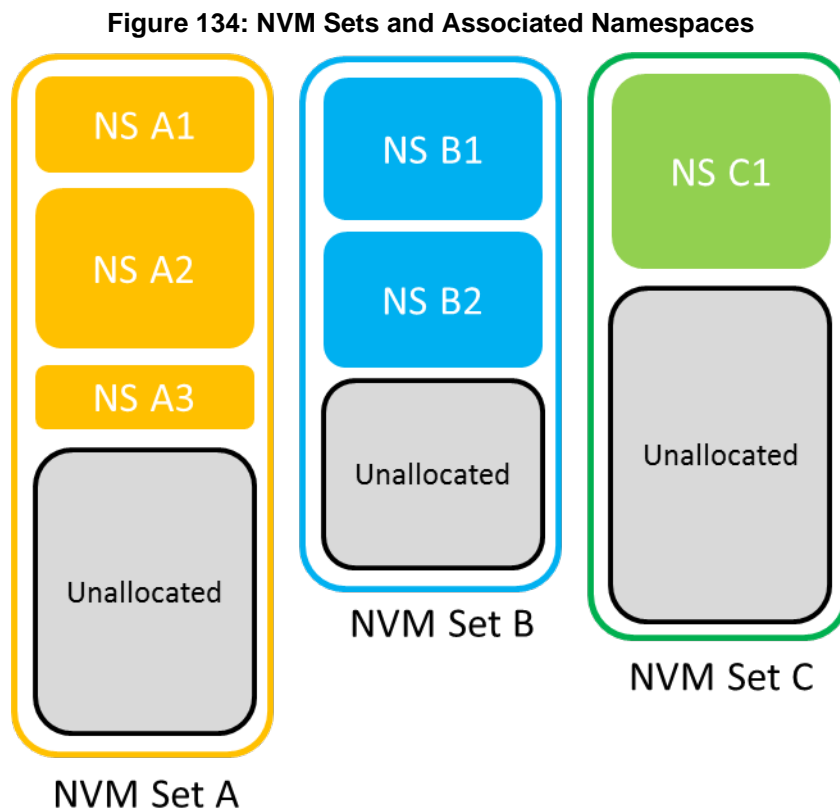 Figure 134: NVM Sets and Associated Namespaces
NS A1
NS A2
NS A3
Unallocated
NVM Set A
NS B1
NS B2
Unallocated
NVM Set B
NS C1
Unallocated
NVM Set C